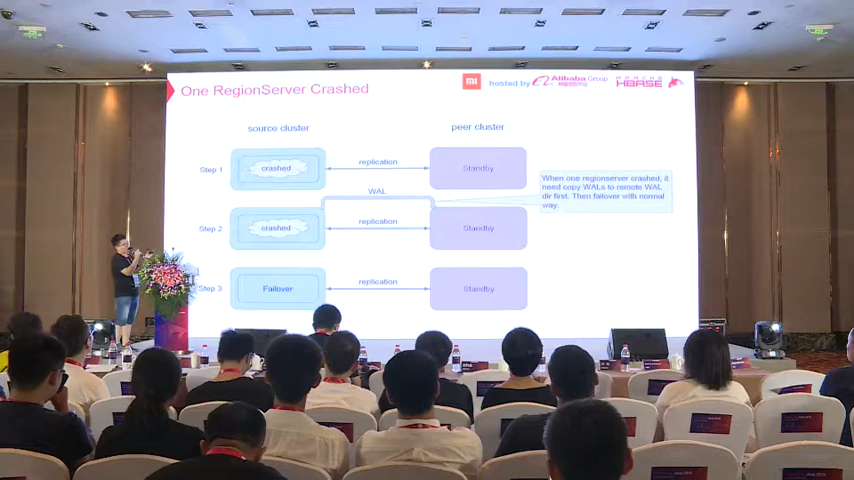 One RegionServer Crashed
mi
hosted by
Alibaba Group
APACHE
HBASE
source cluster
peer cluster
Step 1
crashed
replication
Standby
WAL
When one regionserver crashed, it
need copy WALs to remote WAL
dir first. Then failover with normal
way.
Step 2
crashed
replication
Standby
Step 3
Failover
replication
Standby